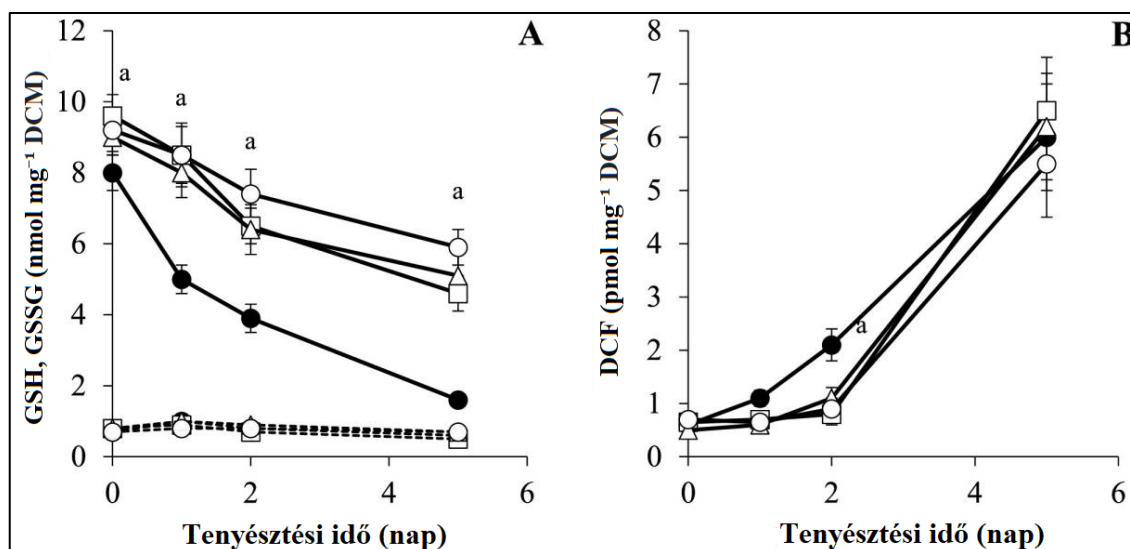 A
a
a
a
a
12
10
8
6
4
2
0
0
2
4
6
GSH, GSSG (nmol mg⁻¹ DCM)
Tenyésztési idő (nap)
B
a
8
7
6
5
4
3
2
1
0
0
2
4
6
DCF (pmol mg⁻¹ DCM)
Tenyésztési idő (nap)